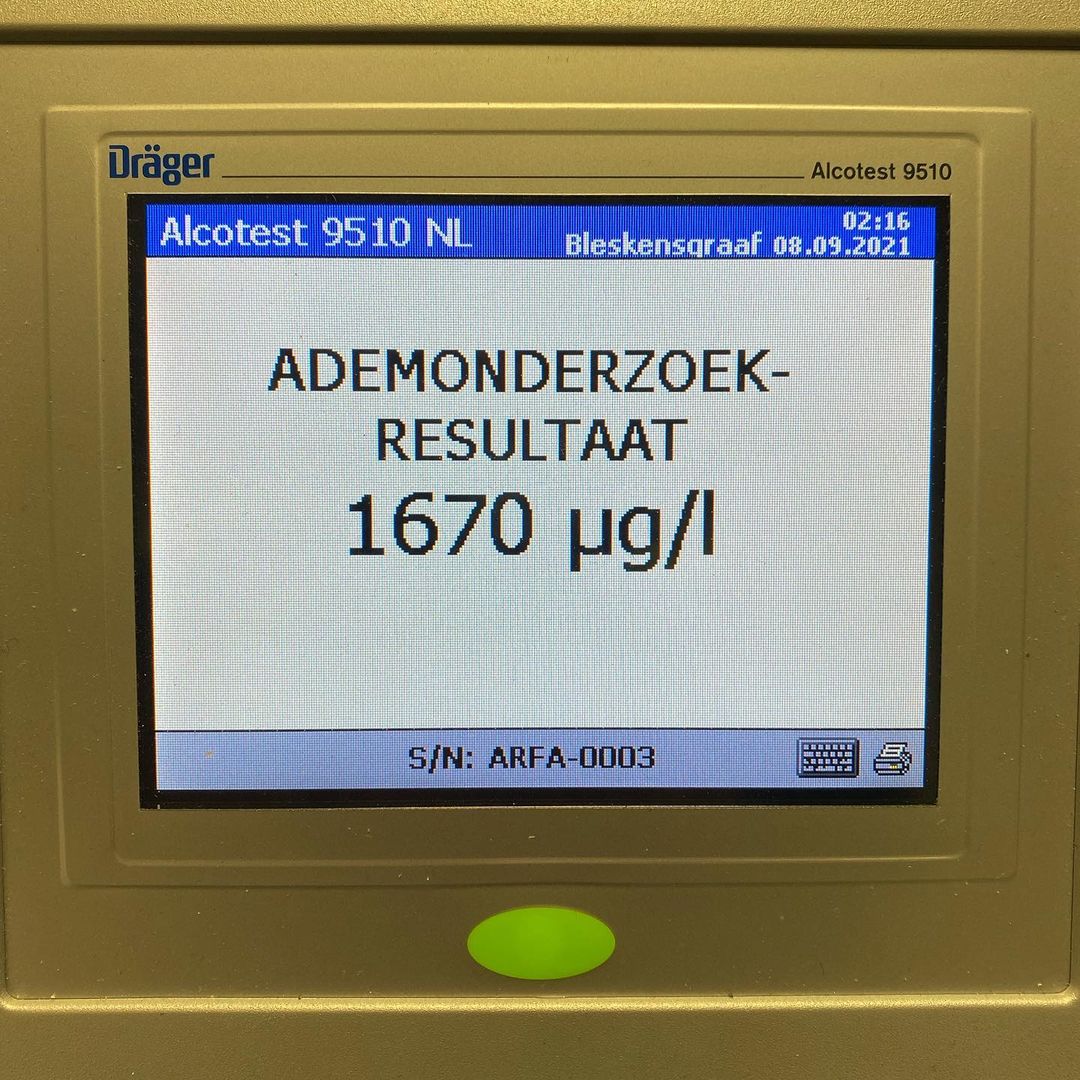 Dräger
Alcotest 9510
Alcotest 9510 NL
02:16
Bleskensgraaf 08.09.2021
ADEMONDERZOEK-
RESULTAAT
1670 µg/l
S/N: ARFA-0003